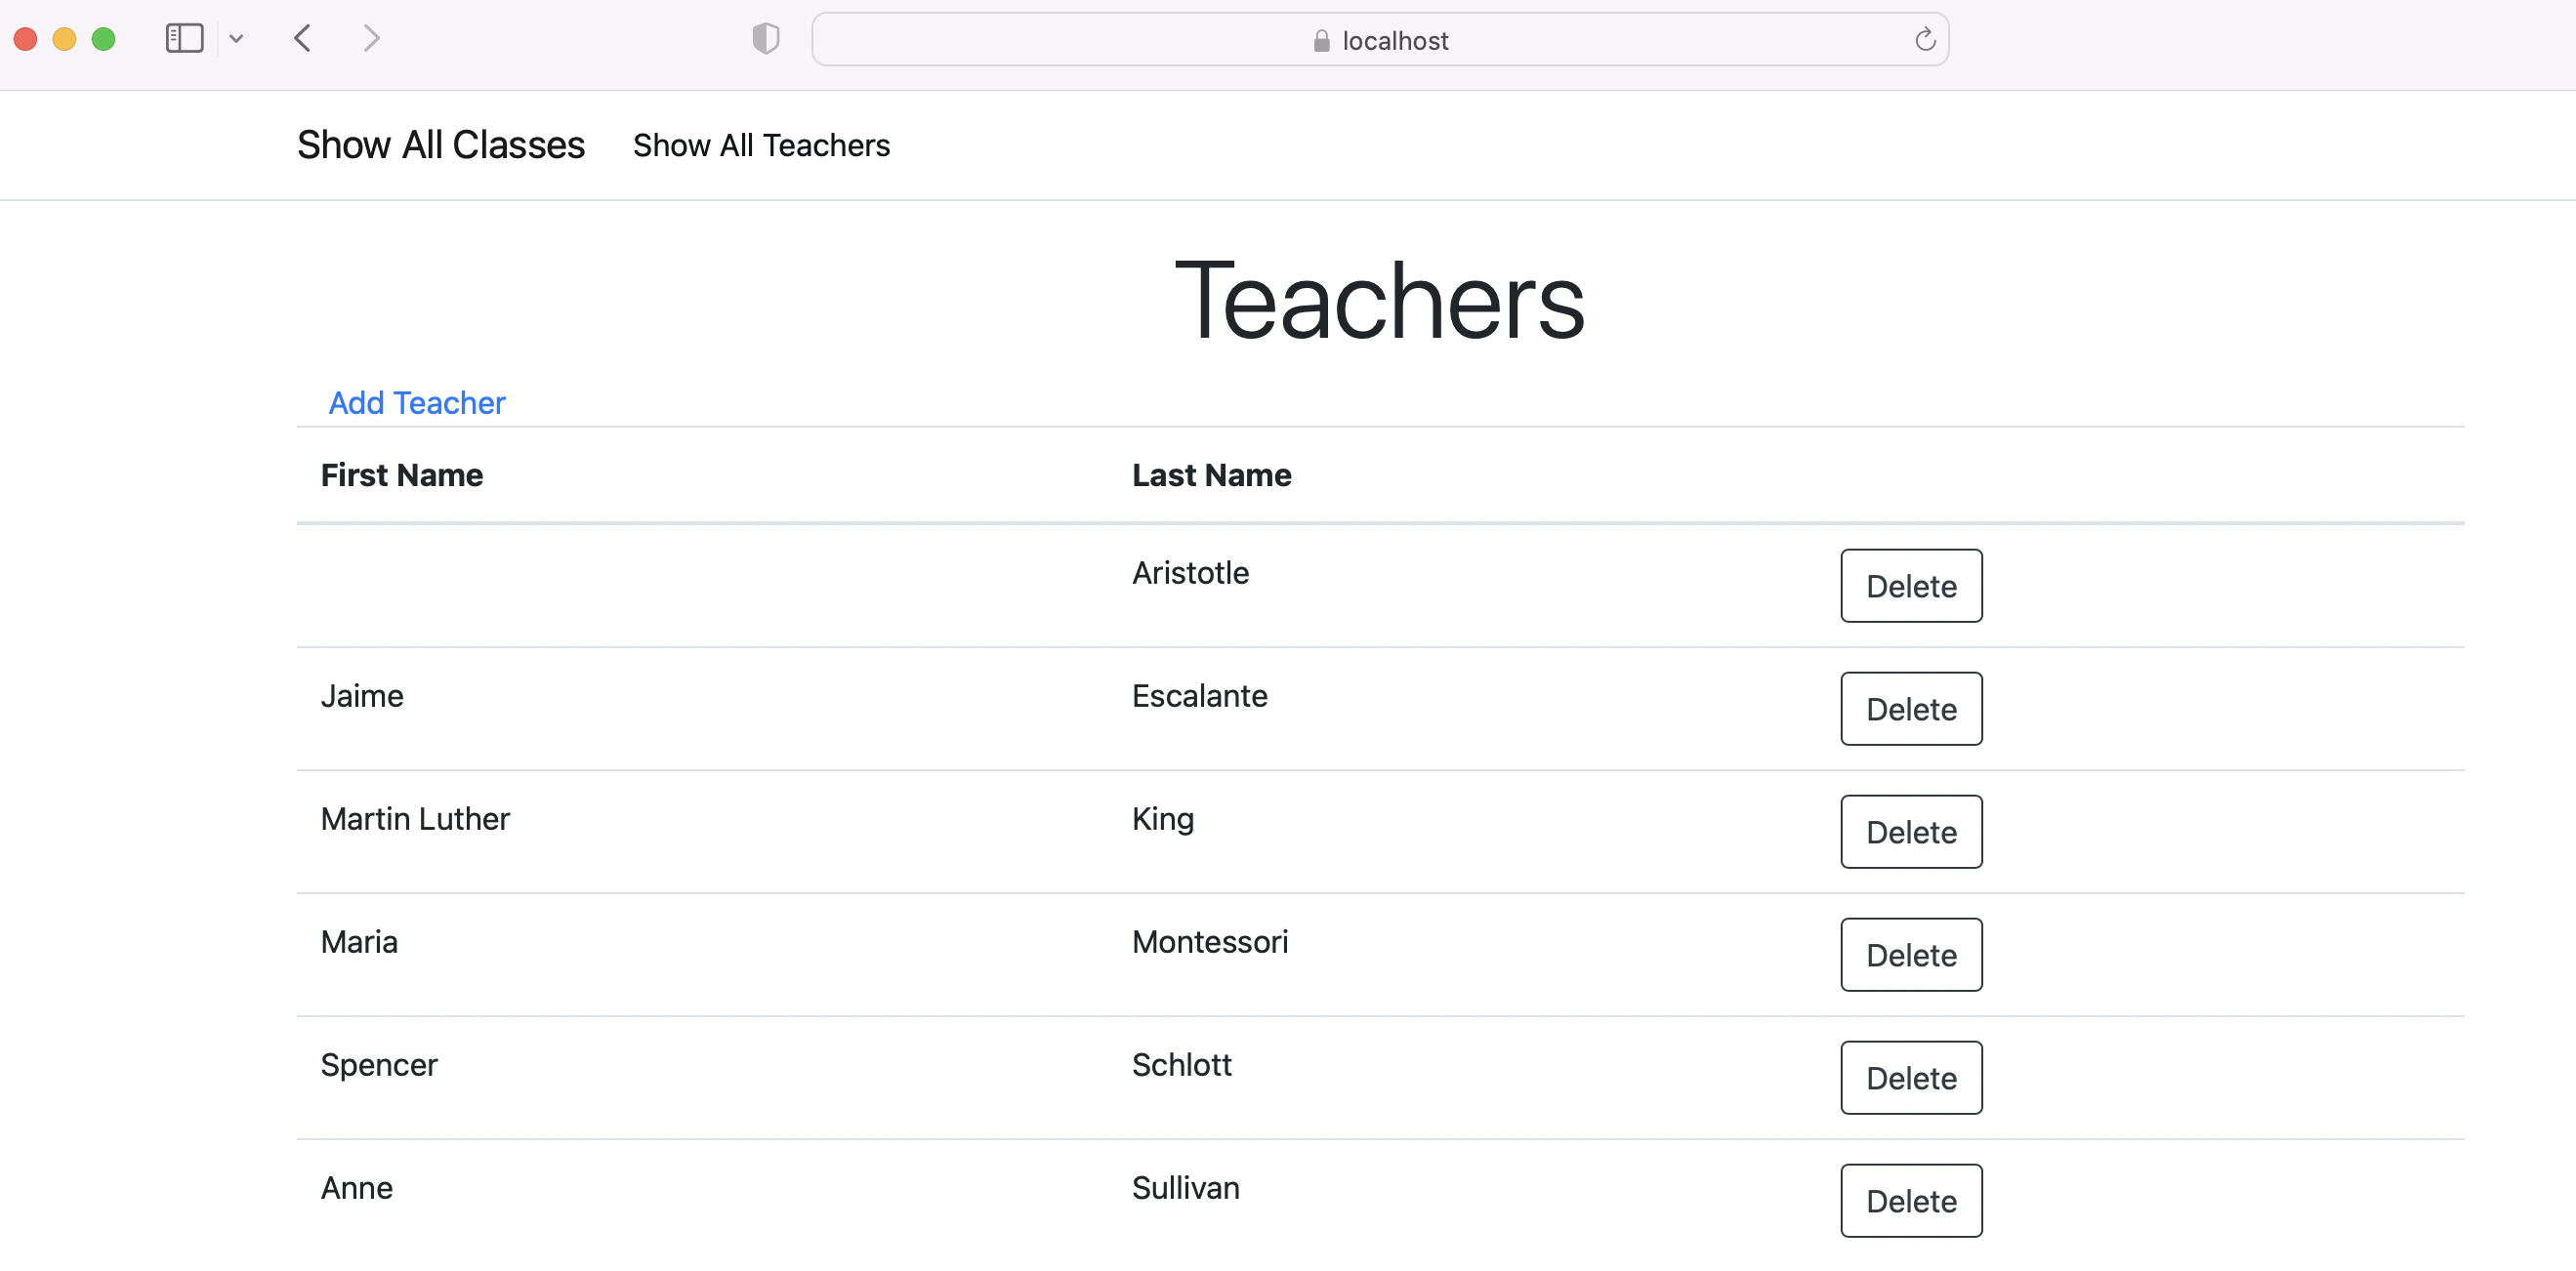 localhost
Show All Classes Show All Teachers
Teachers
Add Teacher
First Name Last Name
Aristotle Delete
Jaime Escalante Delete
Martin Luther King Delete
Maria Montessori Delete
Spencer Schlott Delete
Anne Sullivan Delete